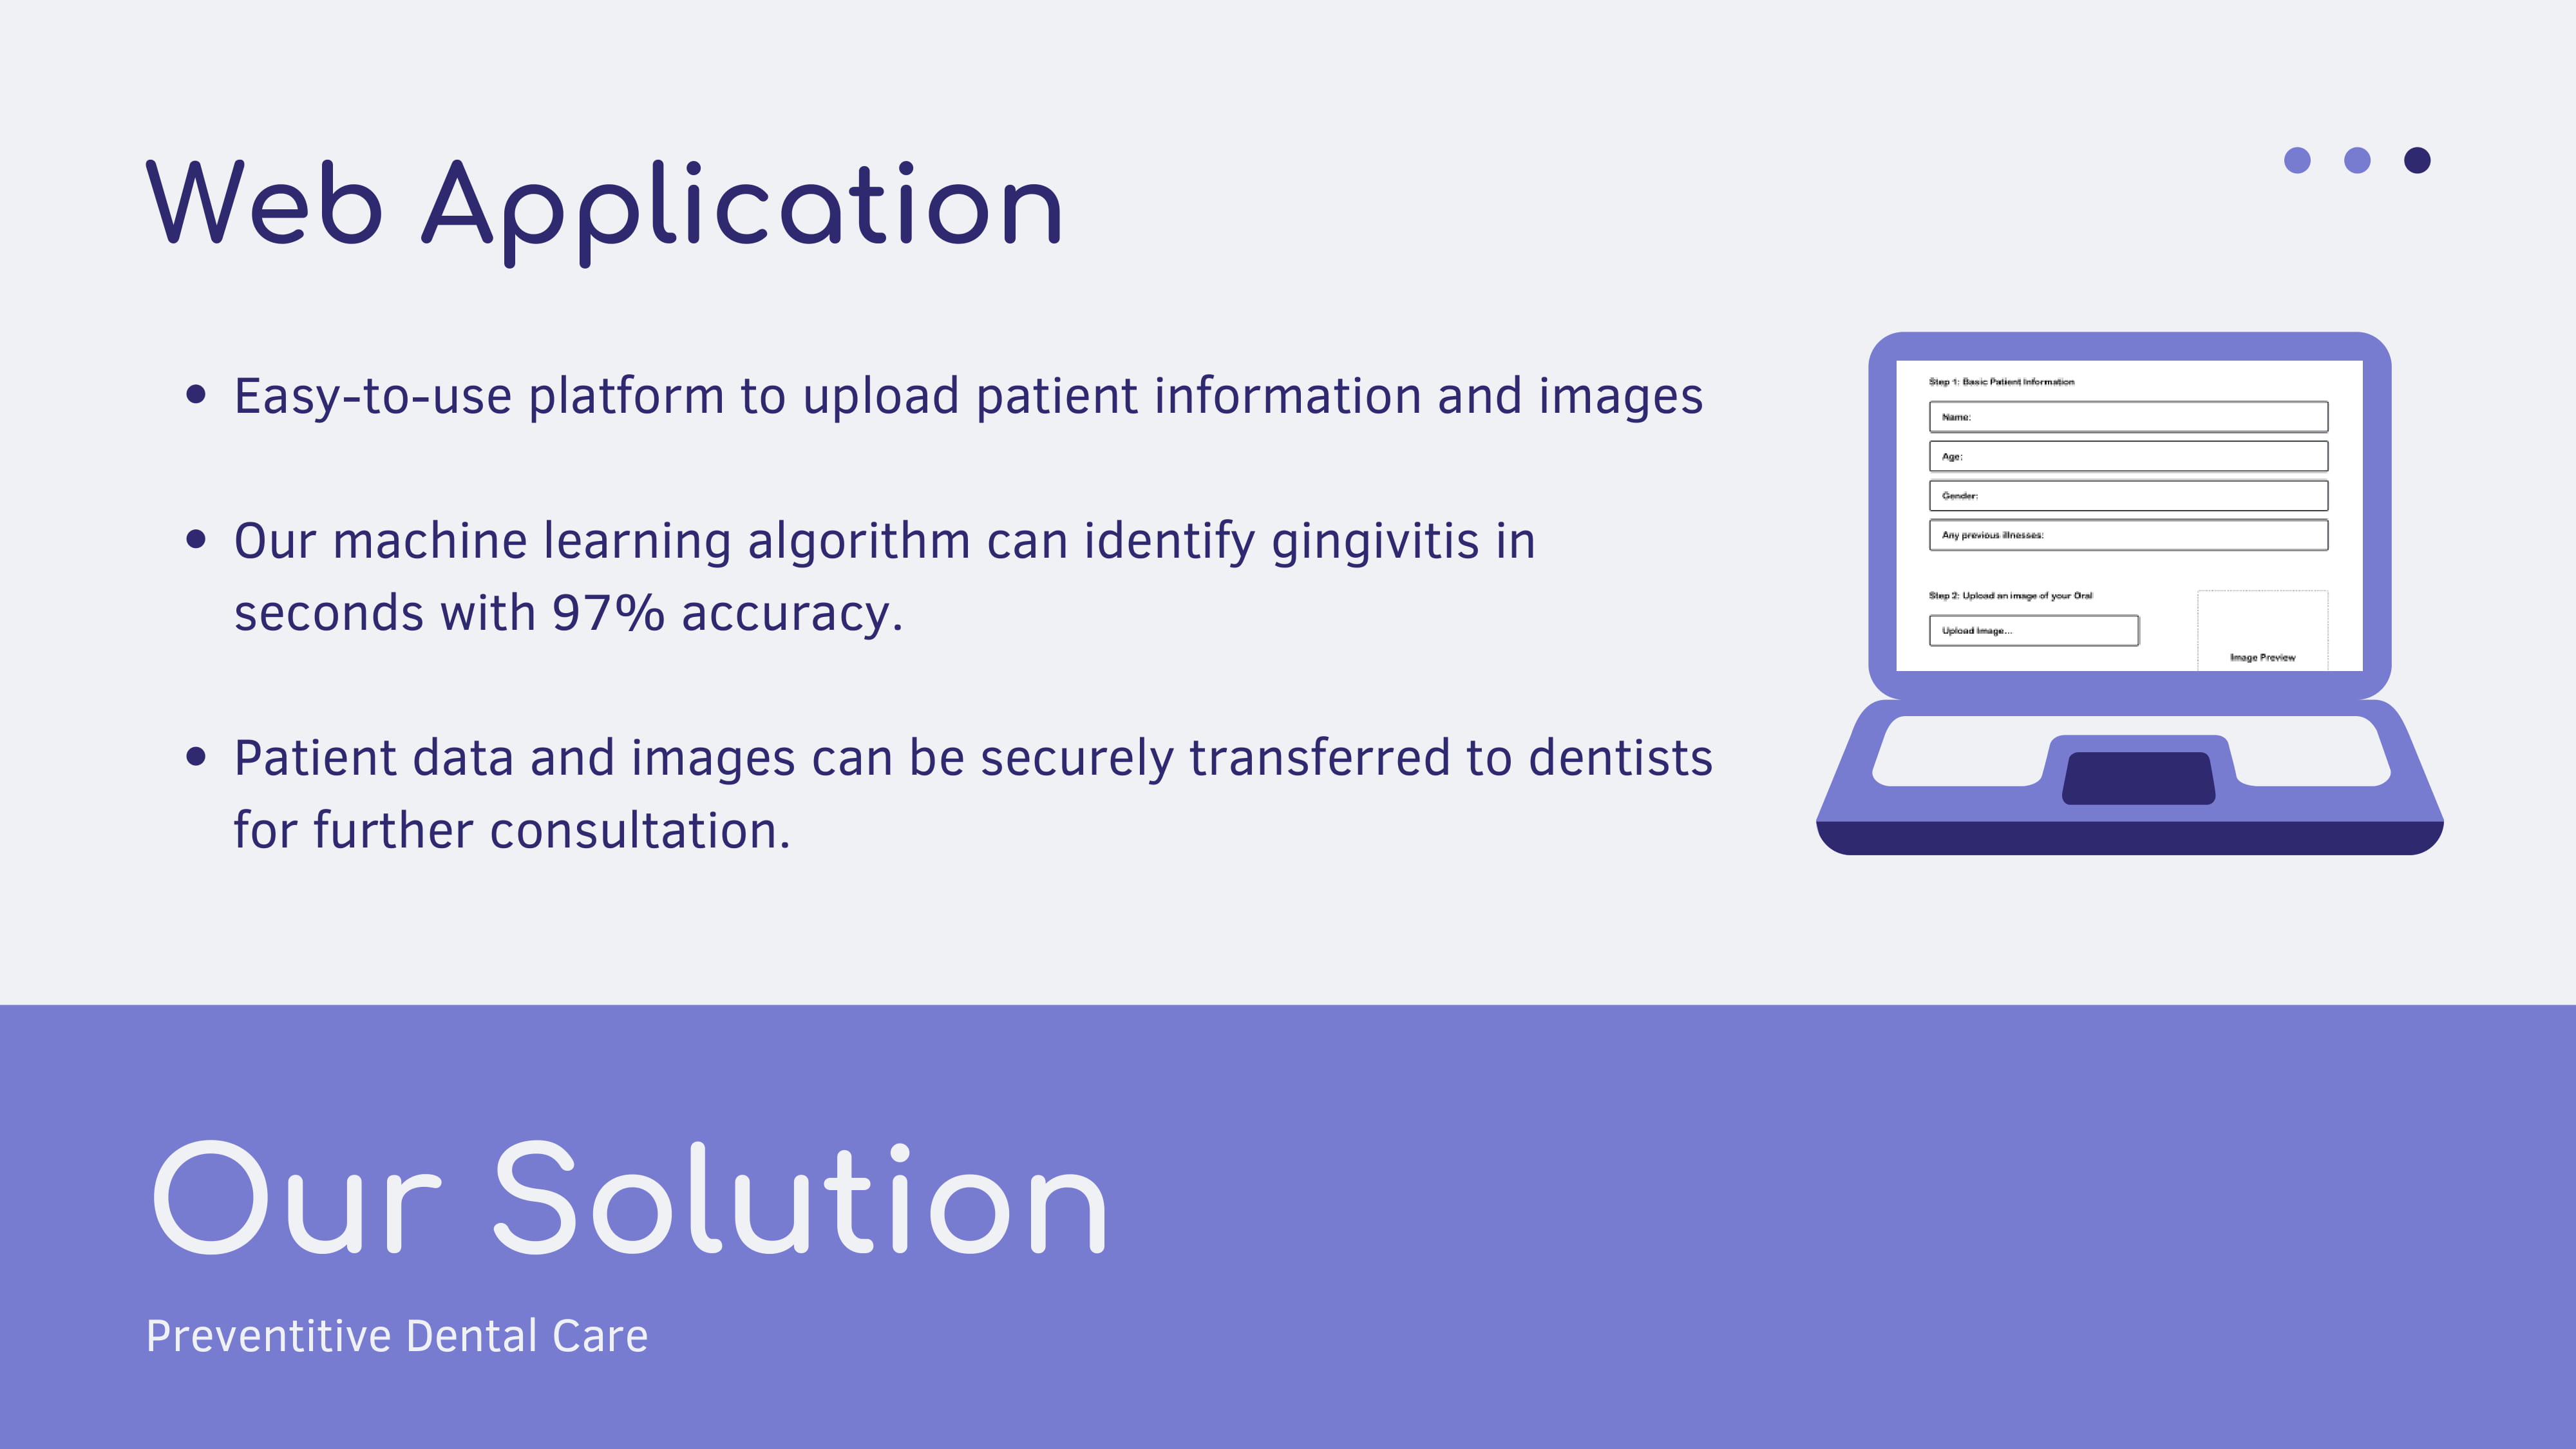 Web Application
• Easy-to-use platform to upload patient information and images
• Our machine learning algorithm can identify gingivitis in
seconds with 97% accuracy.
• Patient data and images can be securely transferred to dentists
for further consultation.
Step 1: Basic Patient Information
Name:
Age:
Gender:
Any previous illnesses:
Step 2: Upload an image of your Oral
Upload Image...
Image Preview
Our Solution
Preventitive Dental Care